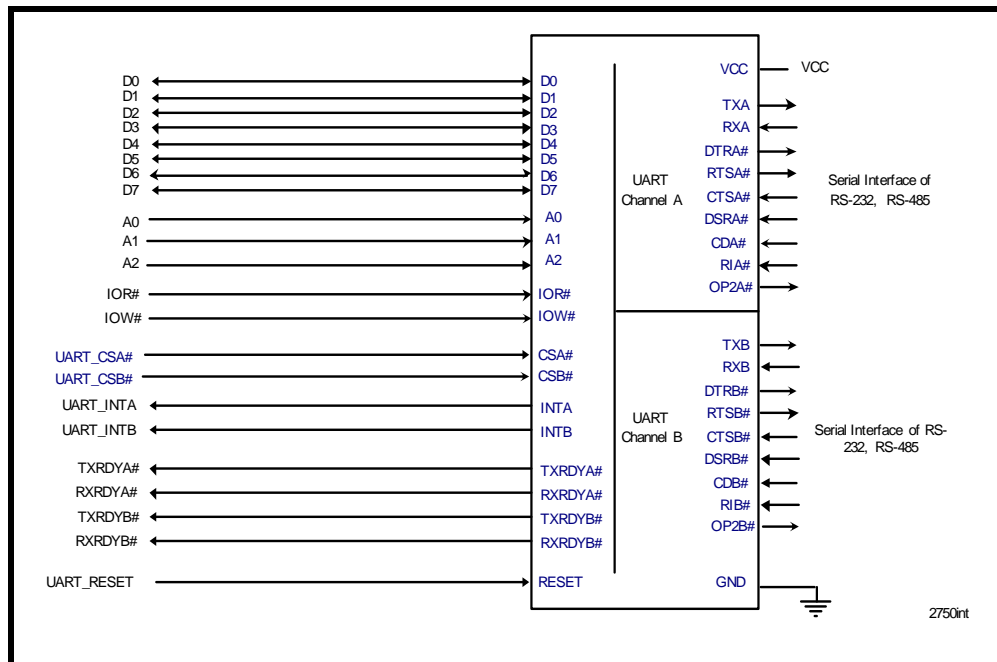 D0
D1
D2
D3
D4
D5
D6
D7
A0
A1
A2
IOR#
IOW#
UART_CSA#
UART_CSB#
UART_INTA
UART_INTB
TXRDYA#
RXRDYA#
TXRDYB#
RXRDYB#
UART_RESET
D0
D1
D2
D3
D4
D5
D6
D7
A0
A1
A2
IOR#
IOW#
CSA#
CSB#
INTA
INTB
TXRDYA#
RXRDYA#
TXRDYB#
RXRDYB#
RESET
UART
Channel A
UART
Channel B
VCC
TXA
RXA
DTRA#
RTSA#
CTSA#
DSRA#
CDA#
RIA#
OP2A#
TXB
RXB
DTRB#
RTSB#
CTSB#
DSRB#
CDB#
RIB#
OP2B#
GND
VCC
Serial Interface of
RS-232, RS-485
Serial Interface of RS-
232, RS-485
2750int